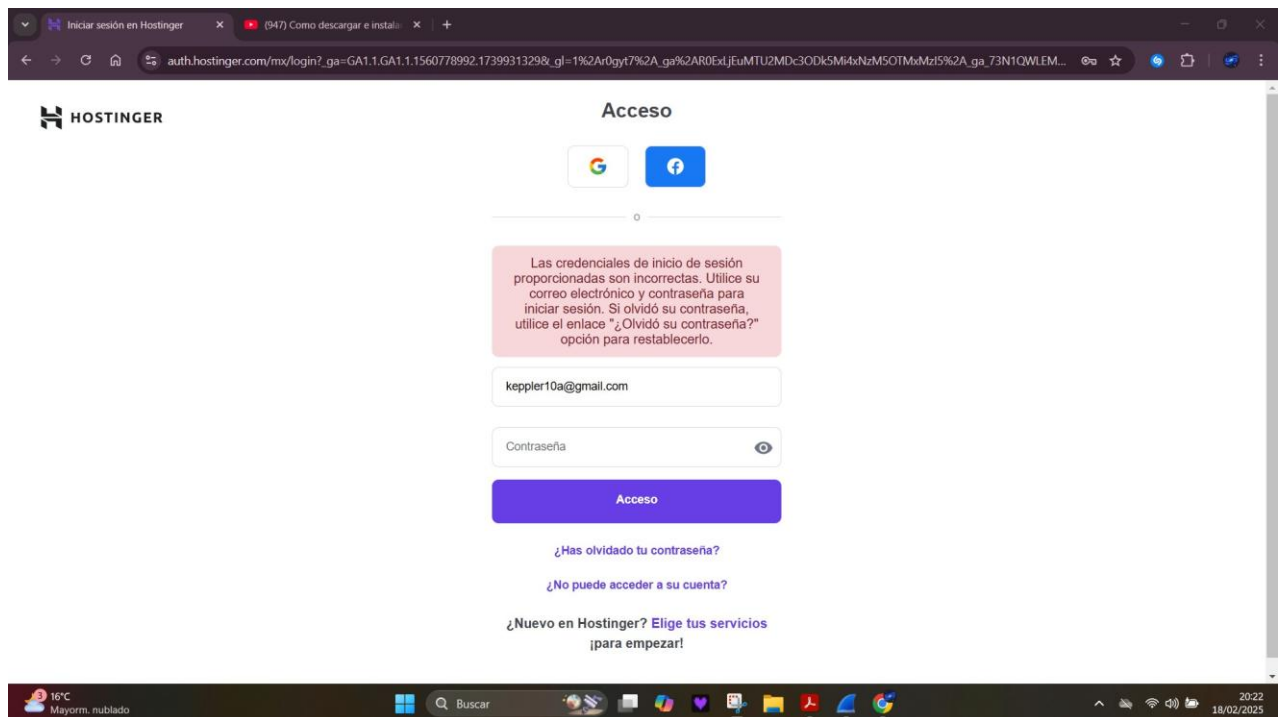 Iniciar sesión en Hostinger
(947) Como descargar e instala
auth.hostinger.com/mx/login?_ga=GA1.1.GA1.1.1560778992.1739931329&_gl=1%2Ar0gyt7%2A_ga%2AR0ExLjEuMTU2MDc3ODk5Mi4xNzM5OTMxMzI5%2A_ga_73N1QWLEM...
HOSTINGER
Acceso
o
Las credenciales de inicio de sesión
proporcionadas son incorrectas. Utilice su
correo electrónico y contraseña para
iniciar sesión. Si olvidó su contraseña,
utilice el enlace "¿Olvidó su contraseña?"
opción para restablecerlo.
keppler10a@gmail.com
Contraseña
Acceso
¿Has olvidado tu contraseña?
¿No puede acceder a su cuenta?
¿Nuevo en Hostinger? Elige tus servicios
¡para empezar!
3
16°C
Mayorm. nublado
Buscar
20:22
18/02/2025